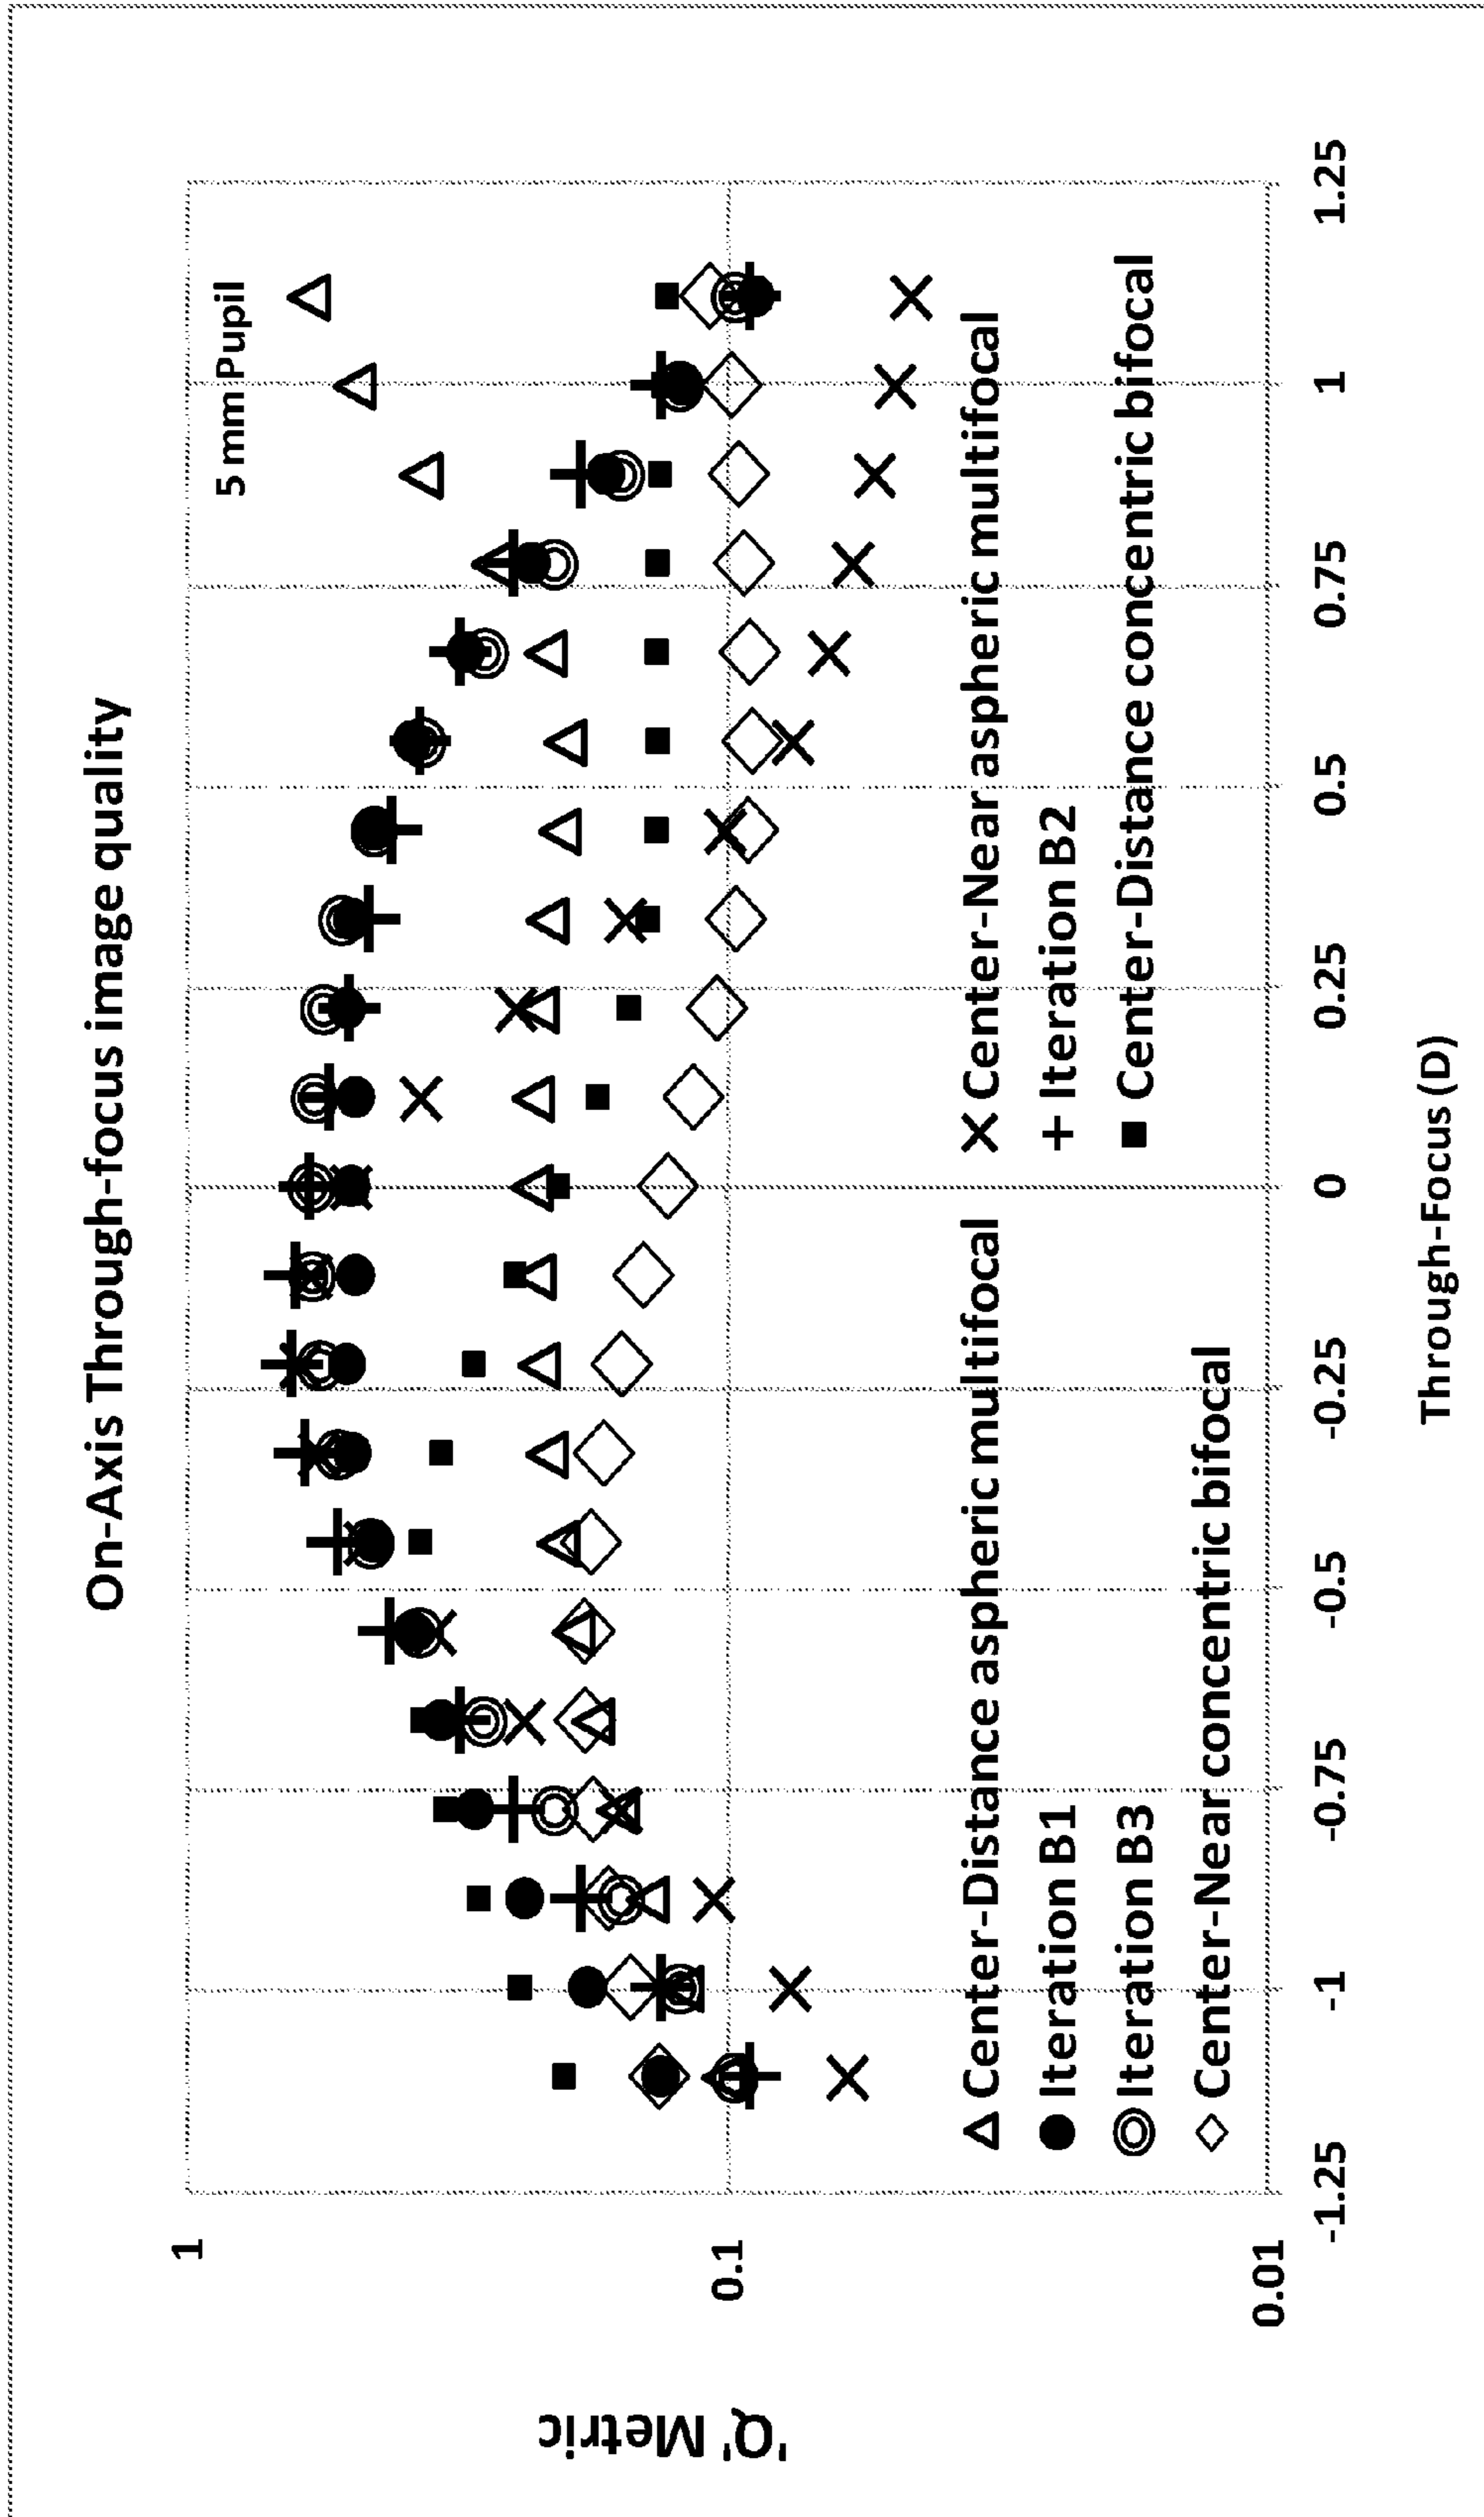 On-Axis Through-focus image quality
5 mm Pupil
'Q' Metric
1
0.1
0.01
Center-Distance aspheric multifocal
Center-Near aspheric multifocal
Iteration B1
Iteration B2
Iteration B3
Center-Distance concentric bifocal
Center-Near concentric bifocal
-1.25 -1 -0.75 -0.5 -0.25 0 0.25 0.5 0.75 1 1.25
Through-Focus (D)